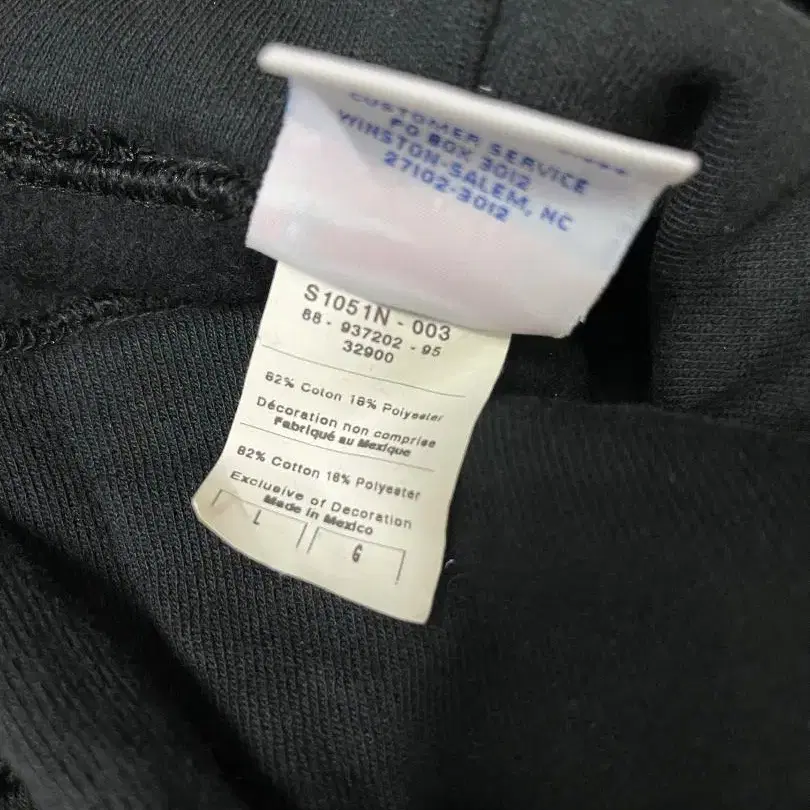 CUSTOMER SERVICE
PO BOX 3012
WINSTON-SALEM, NC
27102-3012
S1051N - 003
68 - 937202 - 95
32900
82% Coton 18% Polyester
Décoration non comprise
Fabriqué au Mexique
82% Cotton 18% Polyester
Exclusive of Decoration
Made in Mexico
L
G